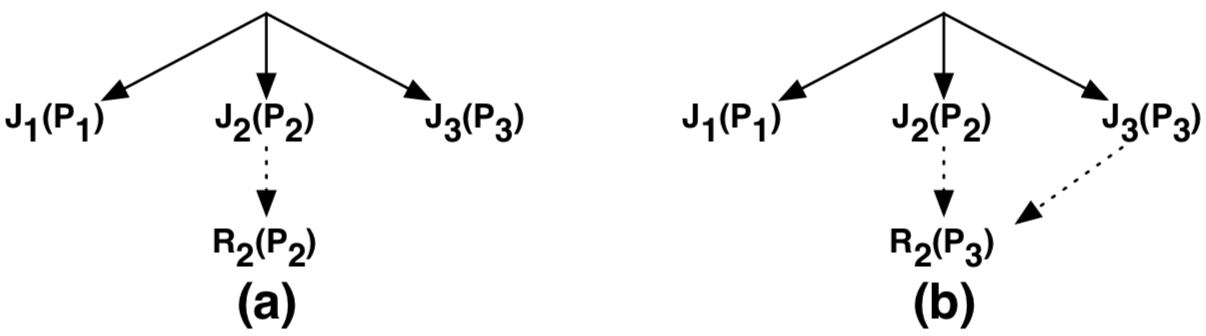 J₁(P₁) J₂(P₂) J₃(P₃) J₁(P₁) J₂(P₂) J₃(P₃)
R₂(P₂) R₂(P₃)
(a) (b)